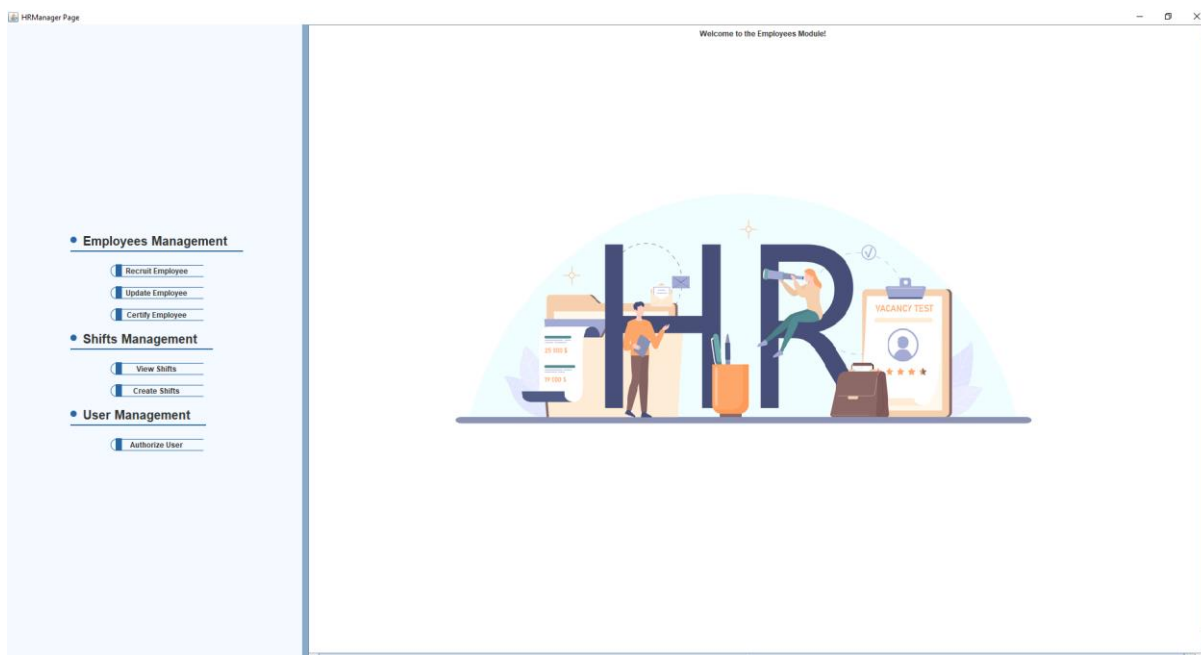 HRManager Page
Welcome to the Employees Module!
Employees Management
Recruit Employee
Update Employee
Certify Employee
Shifts Management
View Shifts
Create Shifts
User Management
Authorize User
HR
VACANCY TEST